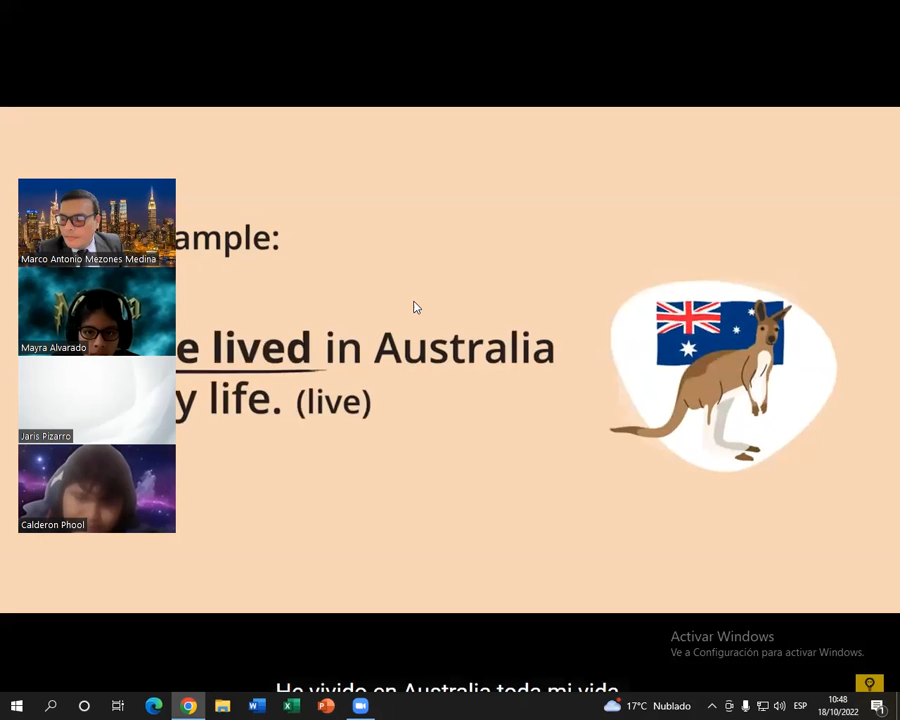 ample:
e lived in Australia
y life. (live)
Marco Antonio Mezones Medina
Mayra Alvarado
Jaris Pizarro
Calderon Phool
Activar Windows
Ve a Configuración para activar Windows.
He vivido en Australia toda mi vida
17°C Nublado
ESP
10:48
18/10/2022
1